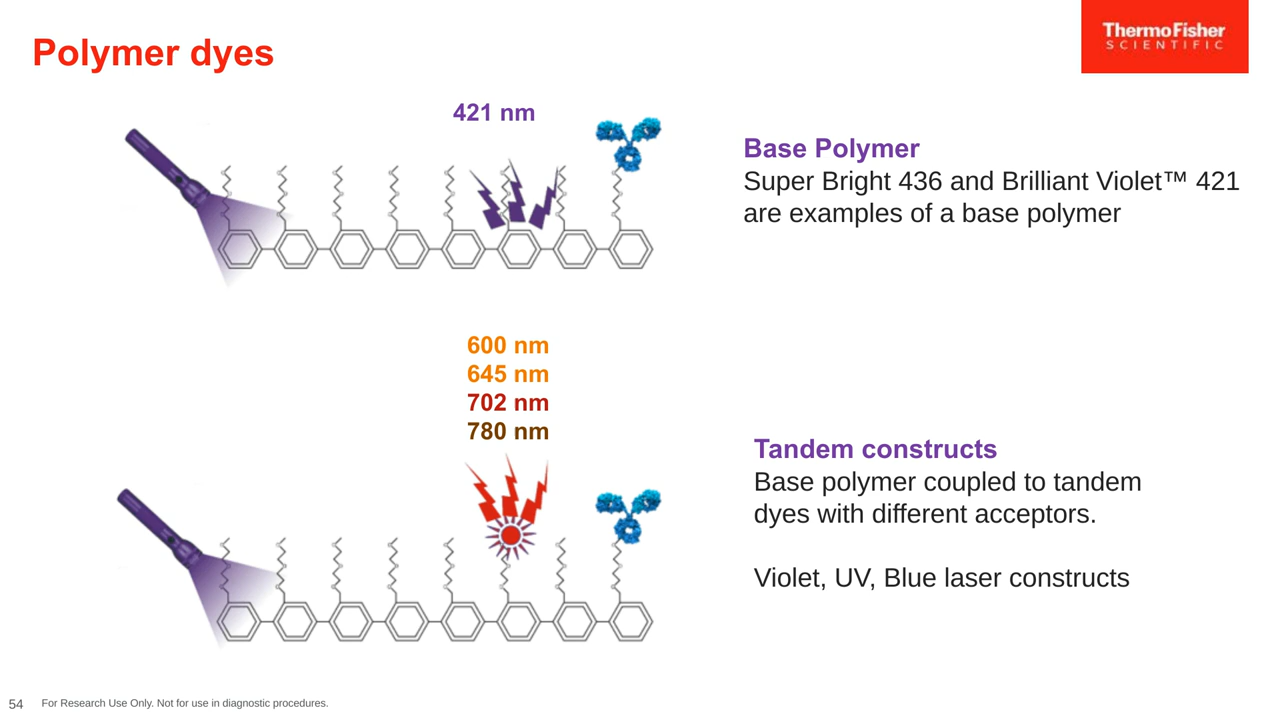 Polymer dyes
ThermoFisher
SCIENTIFIC
421 nm
Base Polymer
Super Bright 436 and Brilliant Violet™ 421
are examples of a base polymer
600 nm
645 nm
702 nm
780 nm
Tandem constructs
Base polymer coupled to tandem
dyes with different acceptors.
Violet, UV, Blue laser constructs
54 For Research Use Only. Not for use in diagnostic procedures.